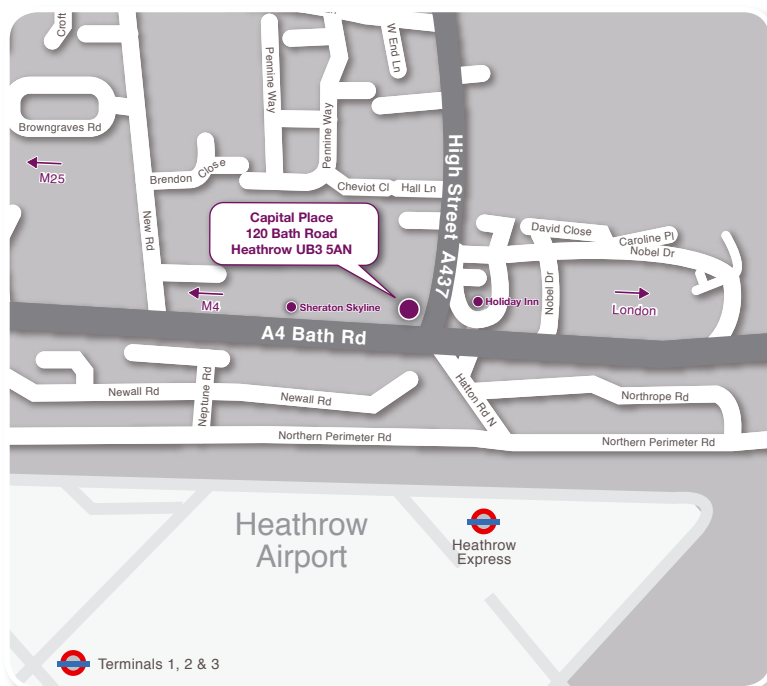 Croft
W End Ln
Pennine Way
Pennine Way
Browngraves Rd
High Street A437
M25
Brendon Close
Cheviot Cl
Hall Ln
New Rd
Capital Place
120 Bath Road
Heathrow UB3 5AN
David Close
Caroline Pl
Nobel Dr
Nobel Dr
M4
Sheraton Skyline
Holiday Inn
London
A4 Bath Rd
Newall Rd
Neptune Rd
Newall Rd
Hatton Rd N
Northrope Rd
Northern Perimeter Rd
Northern Perimeter Rd
Heathrow
Airport
Heathrow
Express
Terminals 1, 2 & 3